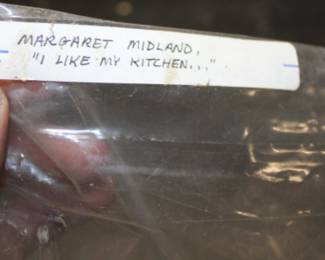 MARGARET MIDLAND,
"I LIKE MY KITCHEN..."